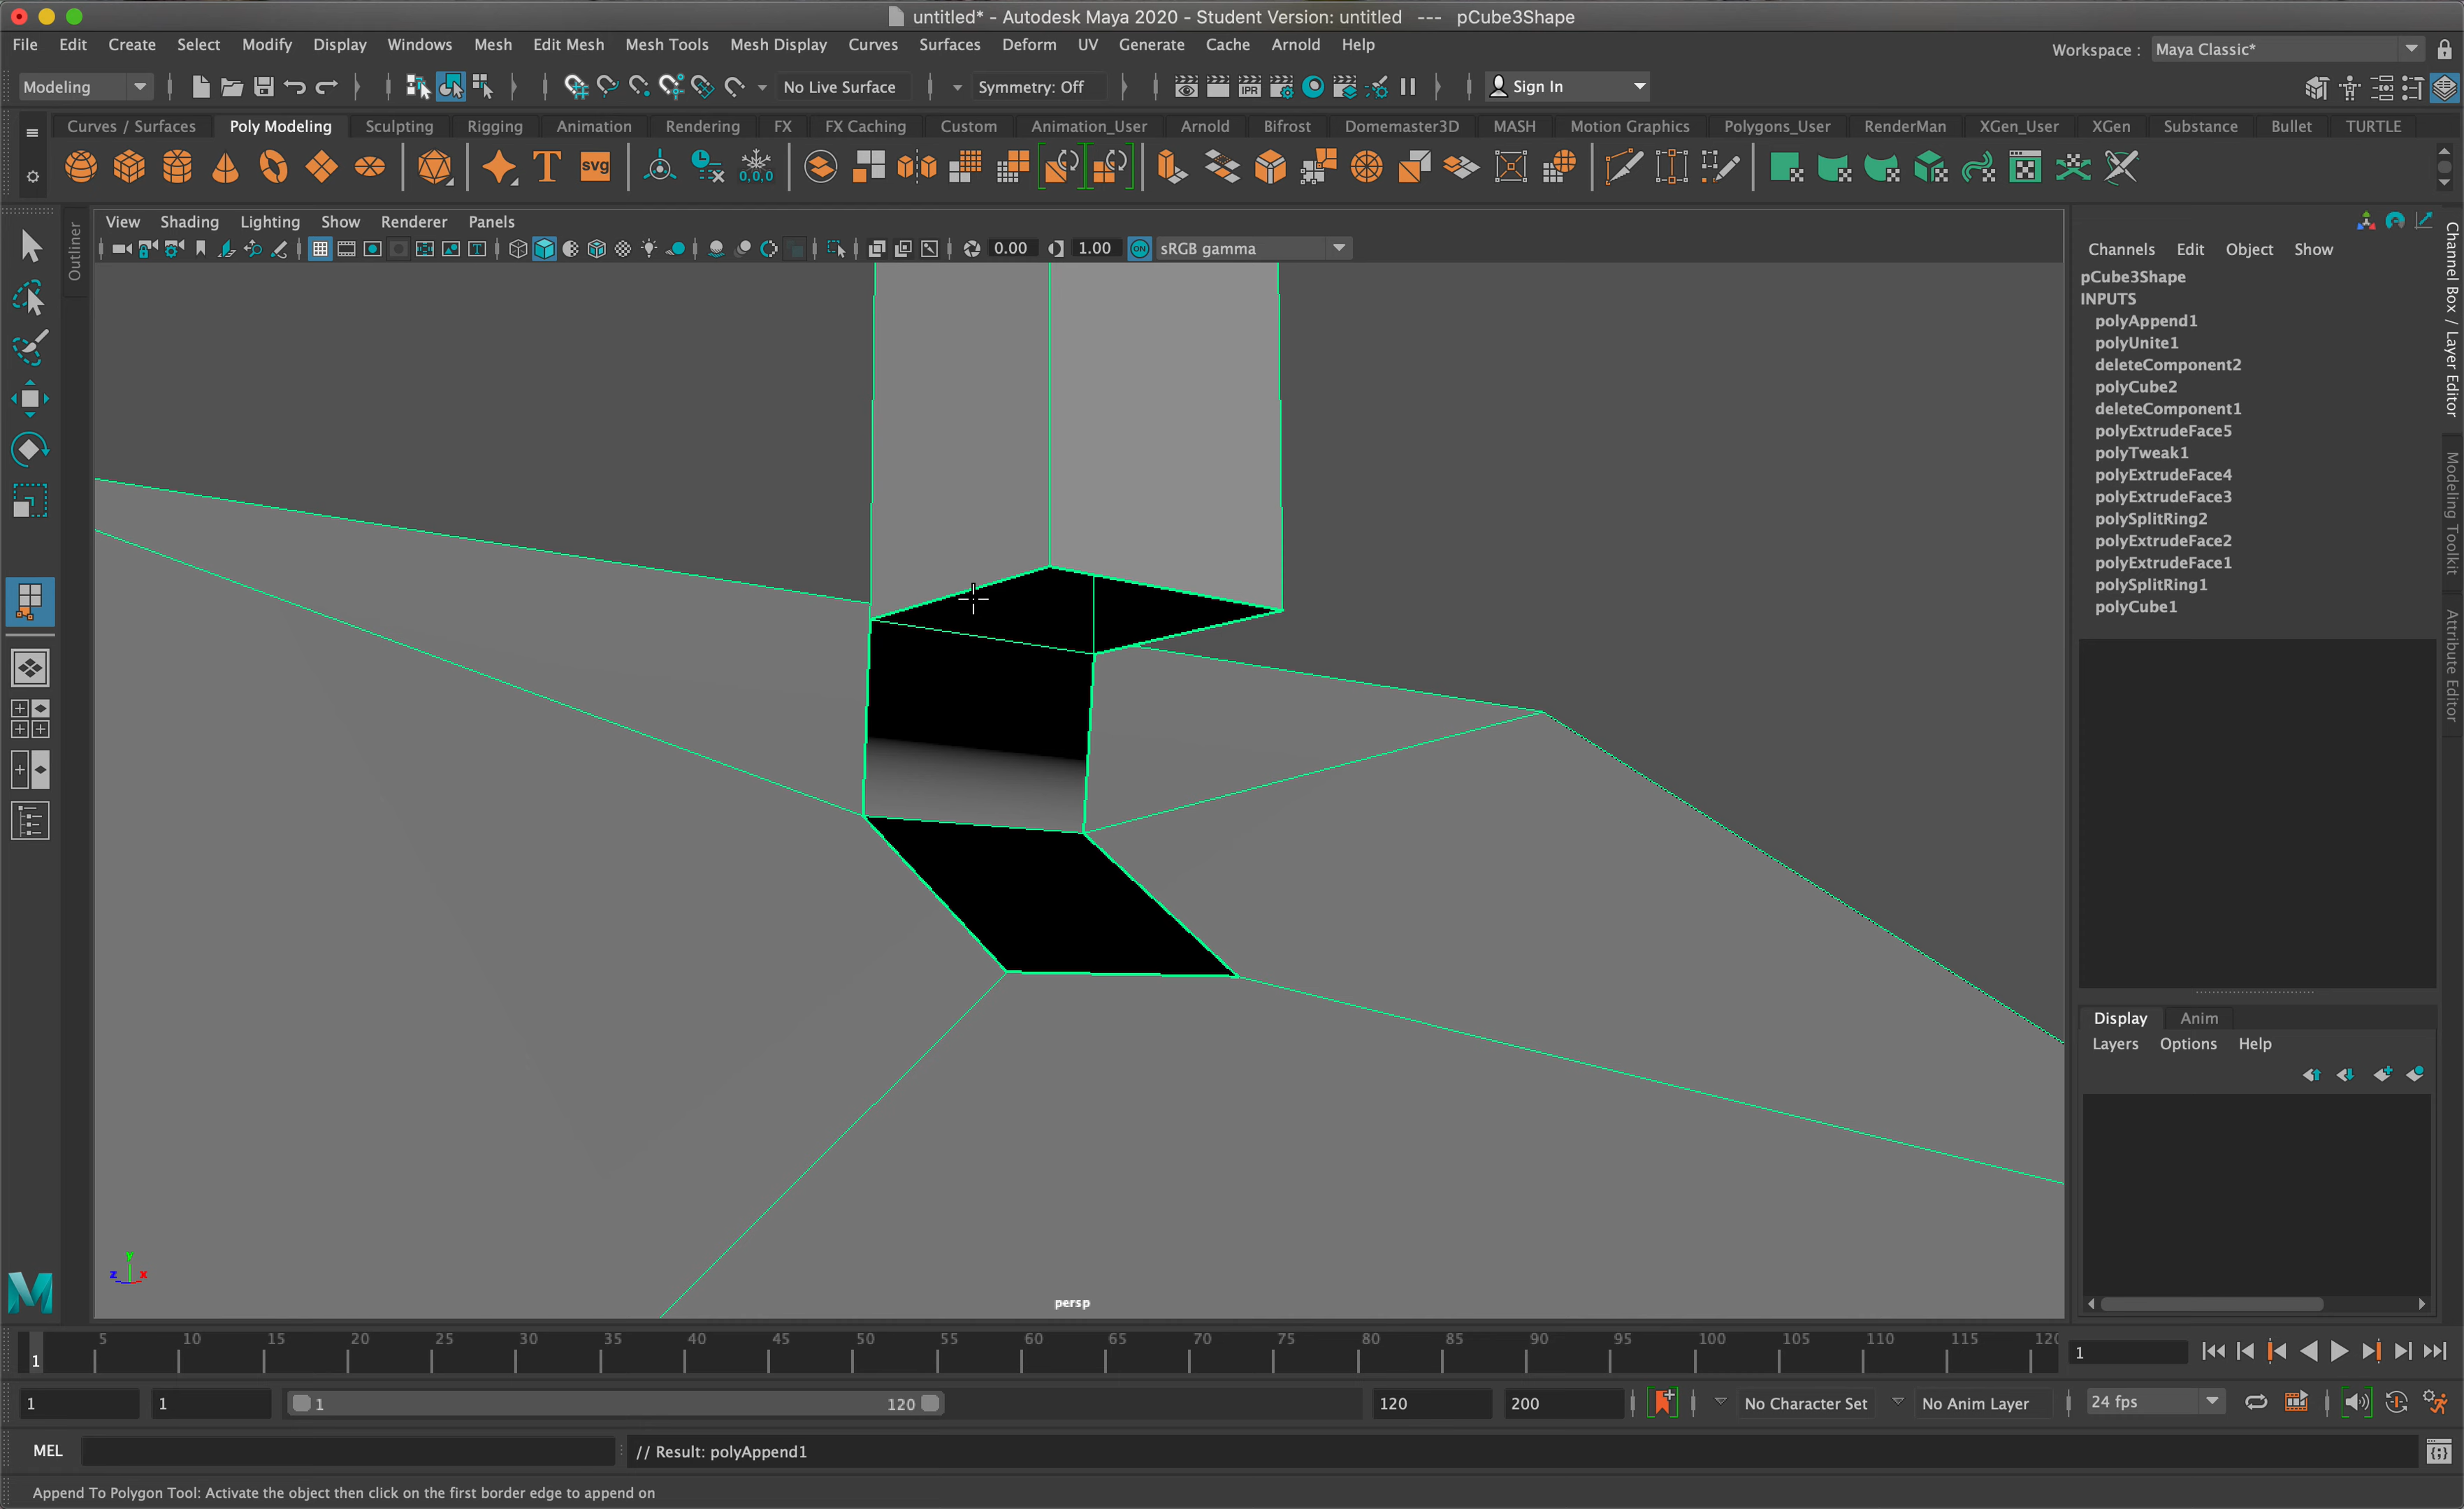 untitled* - Autodesk Maya 2020 - Student Version: untitled --- pCube3Shape
File Edit Create Select Modify Display Windows Mesh Edit Mesh Mesh Tools Mesh Display Curves Surfaces Deform UV Generate Cache Arnold Help
Workspace : Maya Classic*
Modeling No Live Surface Symmetry: Off IPR Sign In
Curves / Surfaces Poly Modeling Sculpting Rigging Animation Rendering FX FX Caching Custom Animation_User Arnold Bifrost Domemaster3D MASH Motion Graphics Polygons_User RenderMan XGen_User XGen Substance Bullet TURTLE
T svg 0,0,0
Outliner
View Shading Lighting Show Renderer Panels
0.00 1.00 ON sRGB gamma
Channels Edit Object Show
pCube3Shape
INPUTS
polyAppend1
polyUnite1
deleteComponent2
polyCube2
deleteComponent1
polyExtrudeFace5
polyTweak1
polyExtrudeFace4
polyExtrudeFace3
polySplitRing2
polyExtrudeFace2
polyExtrudeFace1
polySplitRing1
polyCube1
Channel Box / Layer Editor
Modeling Toolkit
Attribute Editor
Display Anim
Layers Options Help
y
z x
persp
M
1 5 10 15 20 25 30 35 40 45 50 55 60 65 70 75 80 85 90 95 100 105 110 115 120
1
1 1 1 120 120 200 No Character Set No Anim Layer 24 fps
MEL // Result: polyAppend1
Append To Polygon Tool: Activate the object then click on the first border edge to append on